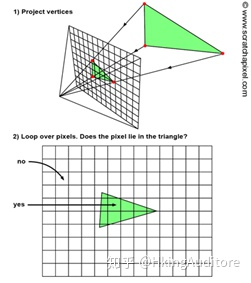 1) Project vertices
© www.scratchapixel.com
2) Loop over pixels. Does the pixel lie in the triangle?
no
yes
知乎 @HkingAuditore